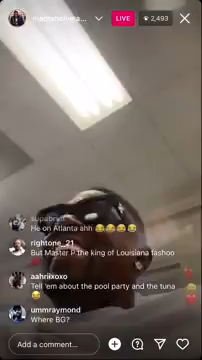 LIVE
2,493
He on Atlanta ahh 😂😂😂😂
rightone_21
But Master P the king of Louisiana fashoo
aahriixoxo
Tell 'em about the pool party and the tuna
😂
ummraymond
Where BG?
Add a comment...